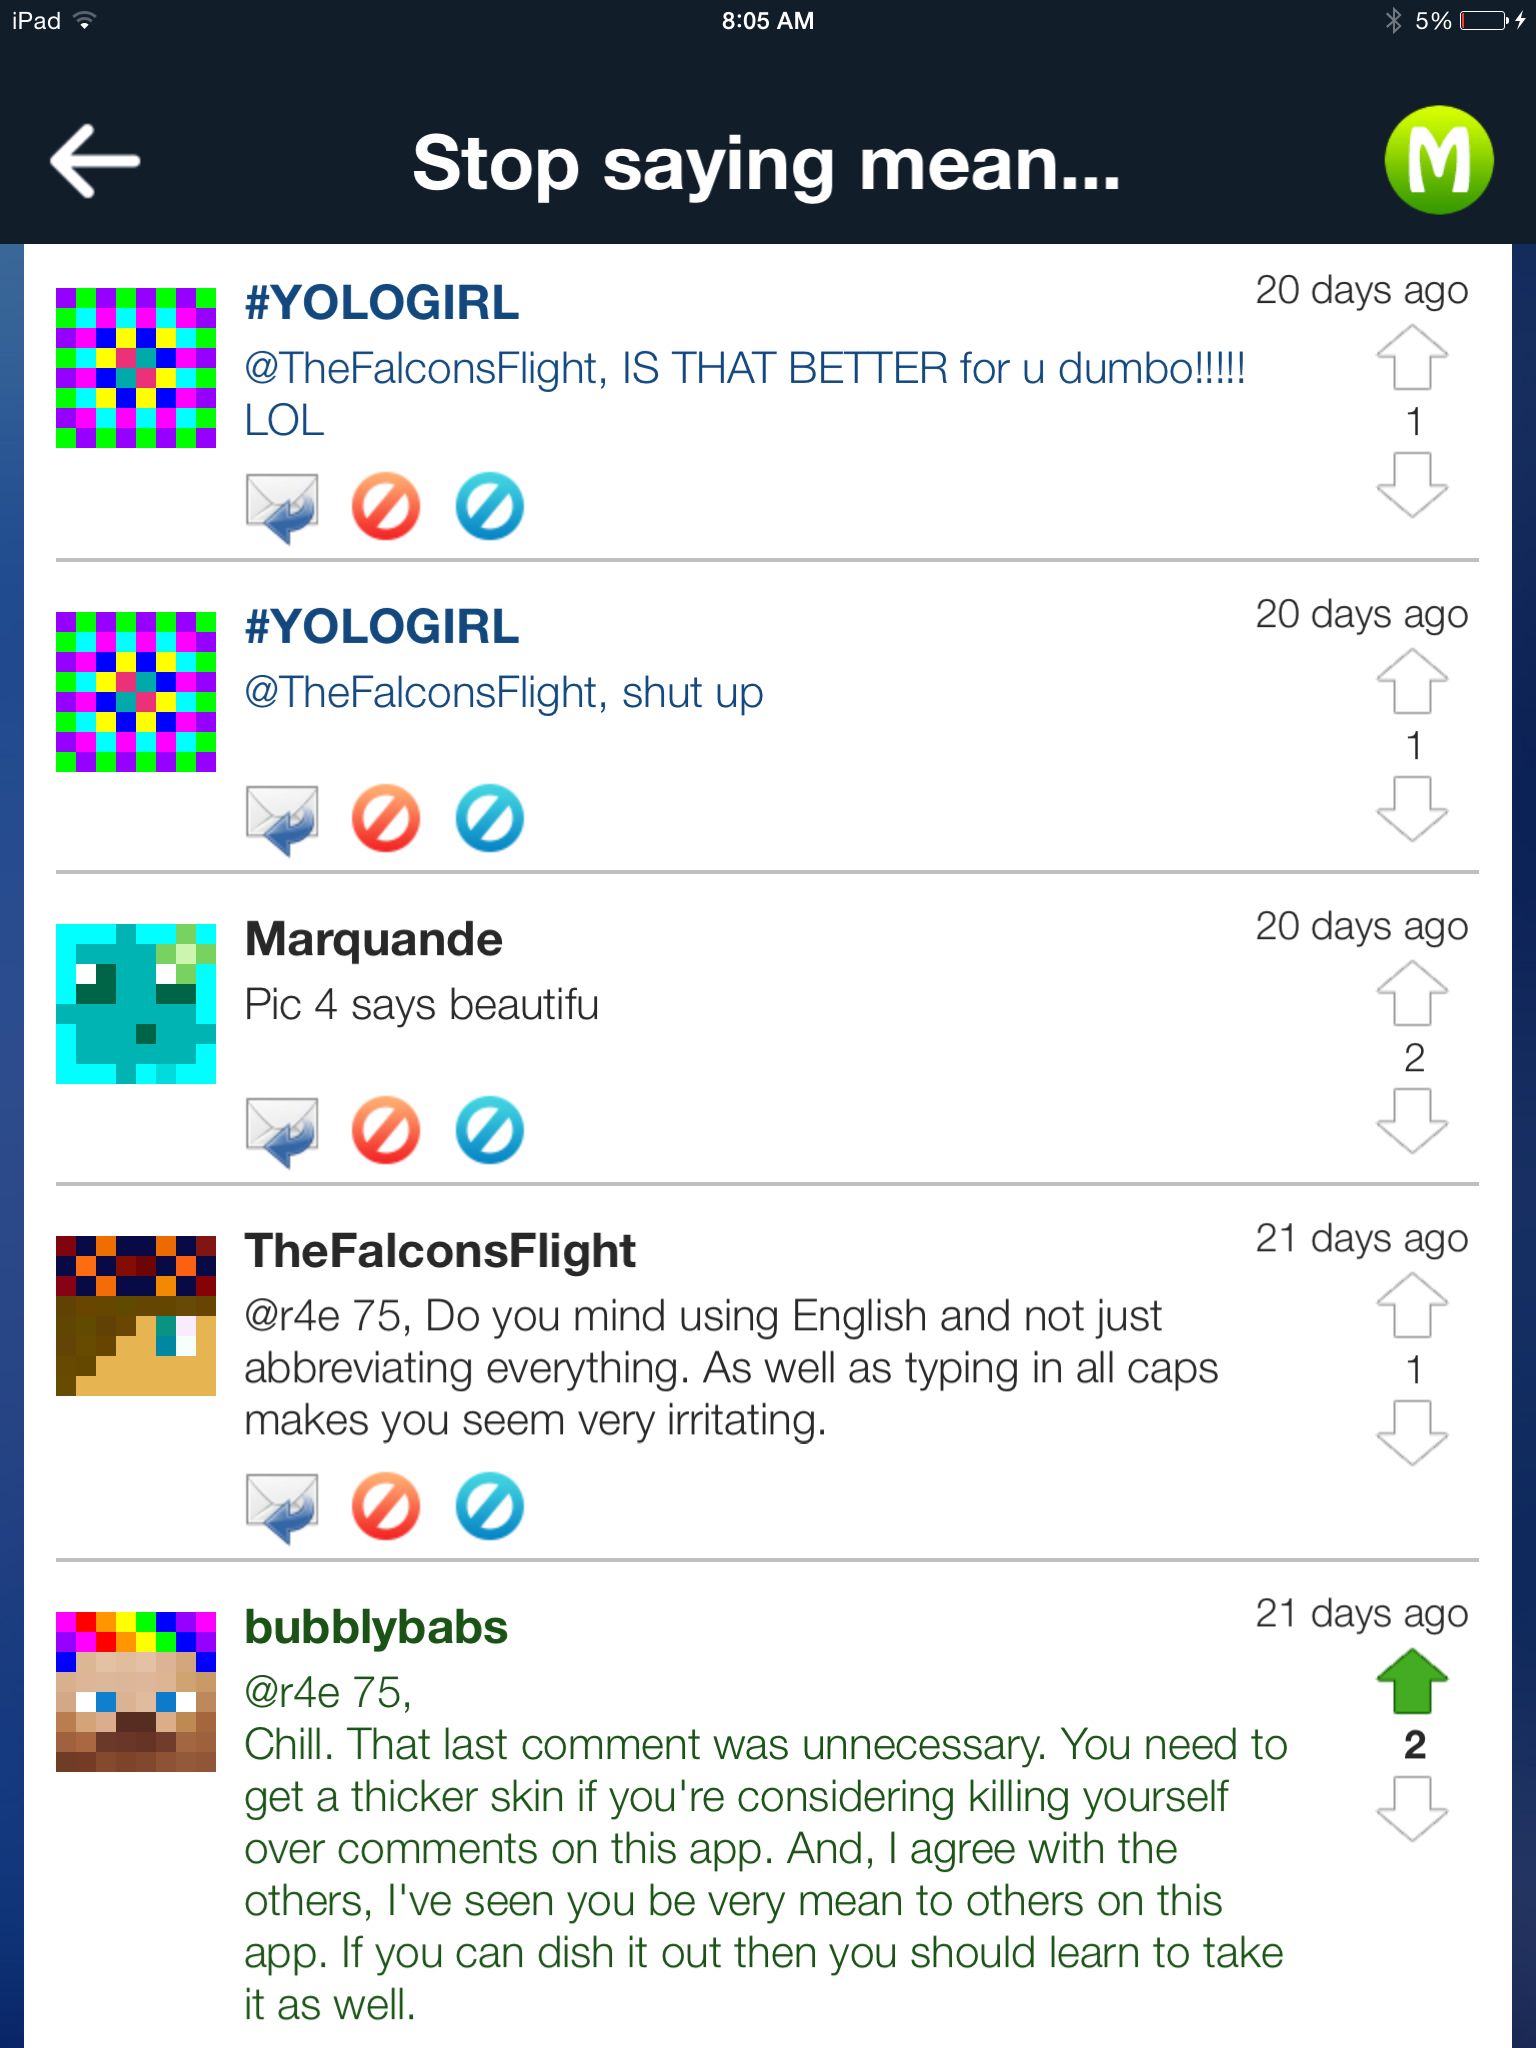 iPad 8:05 AM 5%
Stop saying mean... M
#YOLOGIRL 20 days ago
@TheFalconsFlight, IS THAT BETTER for u dumbo!!!!!
LOL
1
#YOLOGIRL 20 days ago
@TheFalconsFlight, shut up
1
Marquande 20 days ago
Pic 4 says beautifu
2
TheFalconsFlight 21 days ago
@r4e 75, Do you mind using English and not just
abbreviating everything. As well as typing in all caps
makes you seem very irritating.
1
bubblybabs 21 days ago
@r4e 75,
Chill. That last comment was unnecessary. You need to
get a thicker skin if you're considering killing yourself
over comments on this app. And, I agree with the
others, I've seen you be very mean to others on this
app. If you can dish it out then you should learn to take
it as well.
2